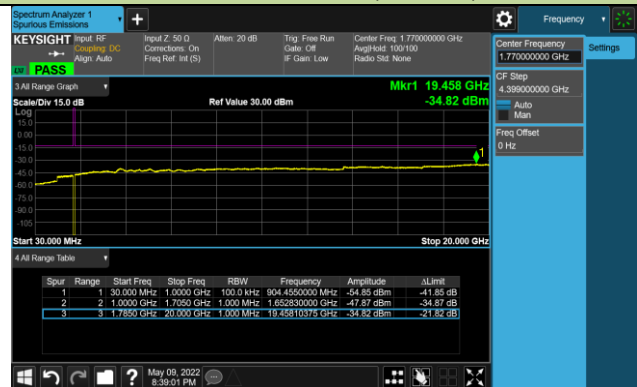 Spectrum Analyzer 1
Spurious Emissions
Frequency
KEYSIGHT
Input: RF
Coupling: DC
Align: Auto
Input Z: 50 Ω
Corrections: On
Freq Ref: Int (S)
Atten: 20 dB
Trig: Free Run
Gate: Off
IF Gain: Low
Center Freq: 1.770000000 GHz
Avg|Hold: 100/100
Radio Std: None
PASS
Center Frequency
1.770000000 GHz
Settings
CF Step
4.399000000 GHz
Auto
Man
Freq Offset
0 Hz
3 All Range Graph
Mkr1 19.458 GHz
Scale/Div 15.0 dB
Ref Value 30.00 dBm
-34.82 dBm
Log
15.0
0.00
-15.0
-30.0
-45.0
-60.0
-75.0
-90.0
-105
1
Start 30.000 MHz
Stop 20.000 GHz
4 All Range Table
Spur Range Start Freq Stop Freq RBW Frequency Amplitude ΔLimit
1 1 30.000 MHz 1.0000 GHz 100.0 kHz 904.4550000 MHz -54.85 dBm -41.85 dB
2 2 1.0000 GHz 1.7050 GHz 1.000 MHz 1.652830000 GHz -47.87 dBm -34.87 dB
3 3 1.7850 GHz 20.000 GHz 1.000 MHz 19.45810375 GHz -34.82 dBm -21.82 dB
?
May 09, 2022
8:39:01 PM